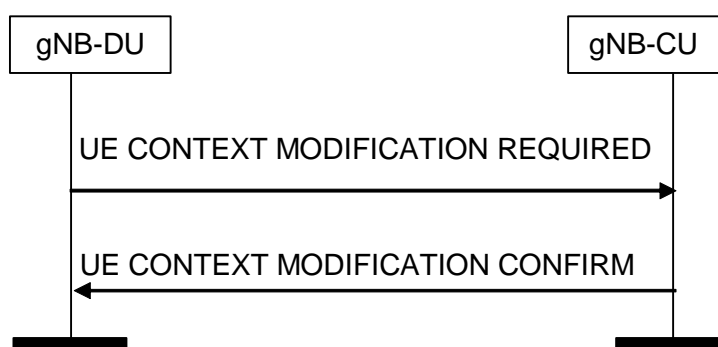 gNB-DU
gNB-CU
UE CONTEXT MODIFICATION REQUIRED
UE CONTEXT MODIFICATION CONFIRM